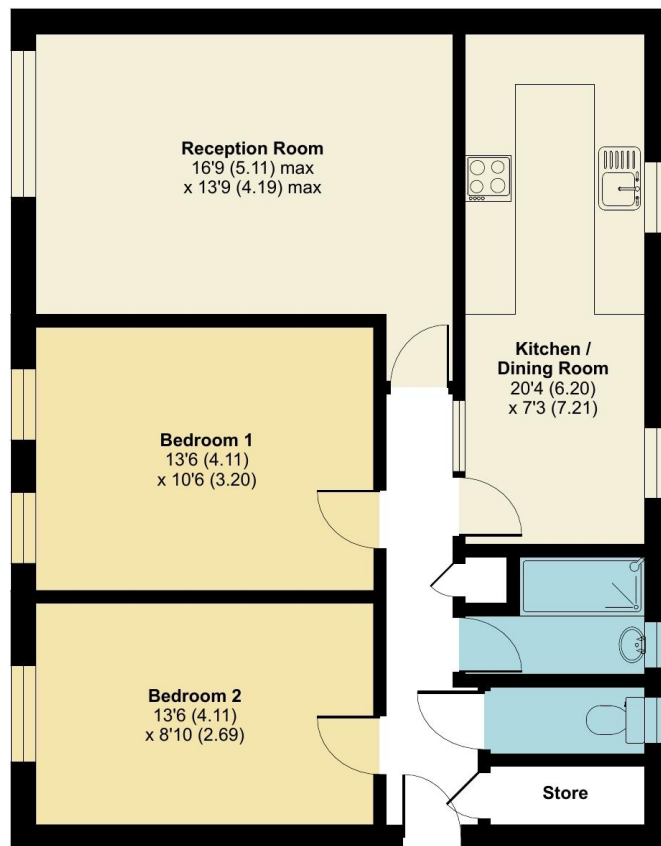 Reception Room
16'9 (5.11) max
x 13'9 (4.19) max
Kitchen /
Dining Room
20'4 (6.20)
x 7'3 (7.21)
Bedroom 1
13'6 (4.11)
x 10'6 (3.20)
Bedroom 2
13'6 (4.11)
x 8'10 (2.69)
Store